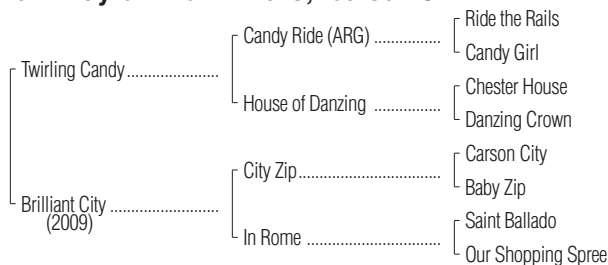 Ride the Rails
Candy Ride (ARG)
Candy Girl
Twirling Candy
Chester House
House of Danzing
Danzing Crown
Carson City
City Zip
Baby Zip
Brilliant City
(2009)
Saint Ballado
In Rome
Our Shopping Spree